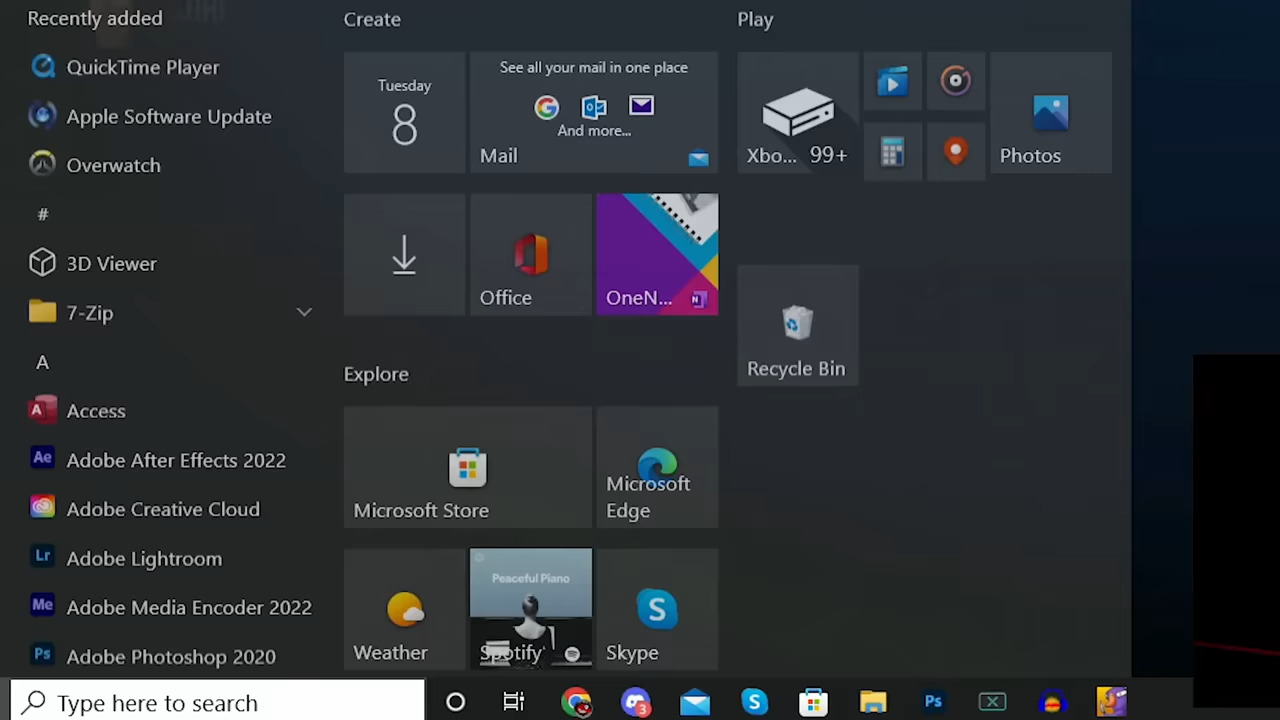 Recently added
QuickTime Player
Apple Software Update
Overwatch
#
3D Viewer
7-Zip
A
Access
Adobe After Effects 2022
Adobe Creative Cloud
Adobe Lightroom
Adobe Media Encoder 2022
Adobe Photoshop 2020
Create
Tuesday
8
See all your mail in one place
And more...
Mail
Office
OneN...
Explore
Microsoft Store
Microsoft
Edge
Weather
Peaceful Piano
Spotify
Skype
Play
Xbo... 99+
Photos
Recycle Bin
Type here to search
3
Ps